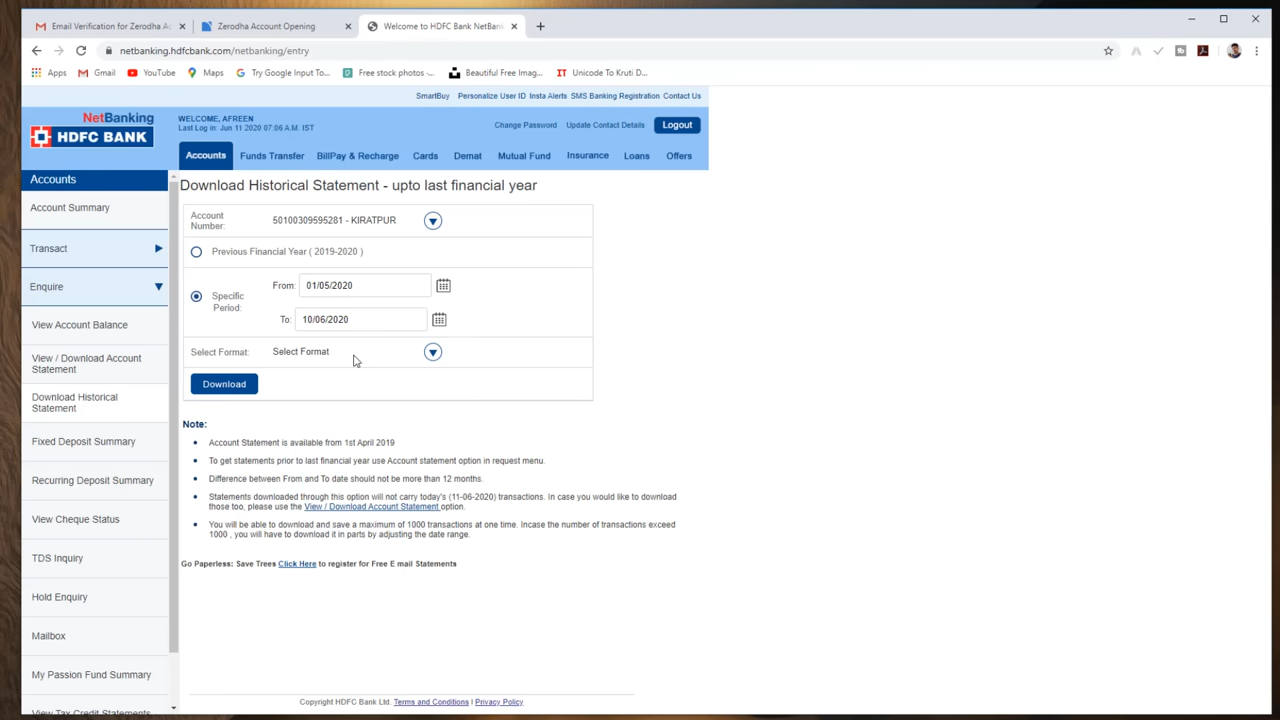 Email Verification for Zerodha Ac
Zerodha Account Opening
Welcome to HDFC Bank NetBan
netbanking.hdfcbank.com/netbanking/entry
Apps
Gmail
YouTube
Maps
Try Google Input To...
Free stock photos -...
Beautiful Free Imag...
IT Unicode To Kruti D...
SmartBuy Personalize User ID Insta Alerts SMS Banking Registration Contact Us
NetBanking
HDFC BANK
WELCOME, AFREEN
Last Log in: Jun 11 2020 07.06 A.M. IST
Change Password Update Contact Details Logout
Accounts Funds Transfer BillPay & Recharge Cards Demat Mutual Fund Insurance Loans Offers
Accounts
Account Summary
Transact
Enquire
View Account Balance
View / Download Account
Statement
Download Historical
Statement
Fixed Deposit Summary
Recurring Deposit Summary
View Cheque Status
TDS Inquiry
Hold Enquiry
Mailbox
My Passion Fund Summary
View Tax Credit Statements
Download Historical Statement - upto last financial year
Account
Number:
50100309595281 - KIRATPUR
Previous Financial Year ( 2019-2020 )
Specific
Period:
From: 01/05/2020
To: 10/06/2020
Select Format: Select Format
Download
Note:
Account Statement is available from 1st April 2019
To get statements prior to last financial year use Account statement option in request menu.
Difference between From and To date should not be more than 12 months.
Statements downloaded through this option will not carry today's (11-06-2020) transactions. In case you would like to download
those too, please use the View / Download Account Statement option.
You will be able to download and save a maximum of 1000 transactions at one time. Incase the number of transactions exceed
1000 , you will have to download it in parts by adjusting the date range.
Go Paperless: Save Trees Click Here to register for Free E mail Statements
Copyright HDFC Bank Ltd. Terms and Conditions | Privacy Policy